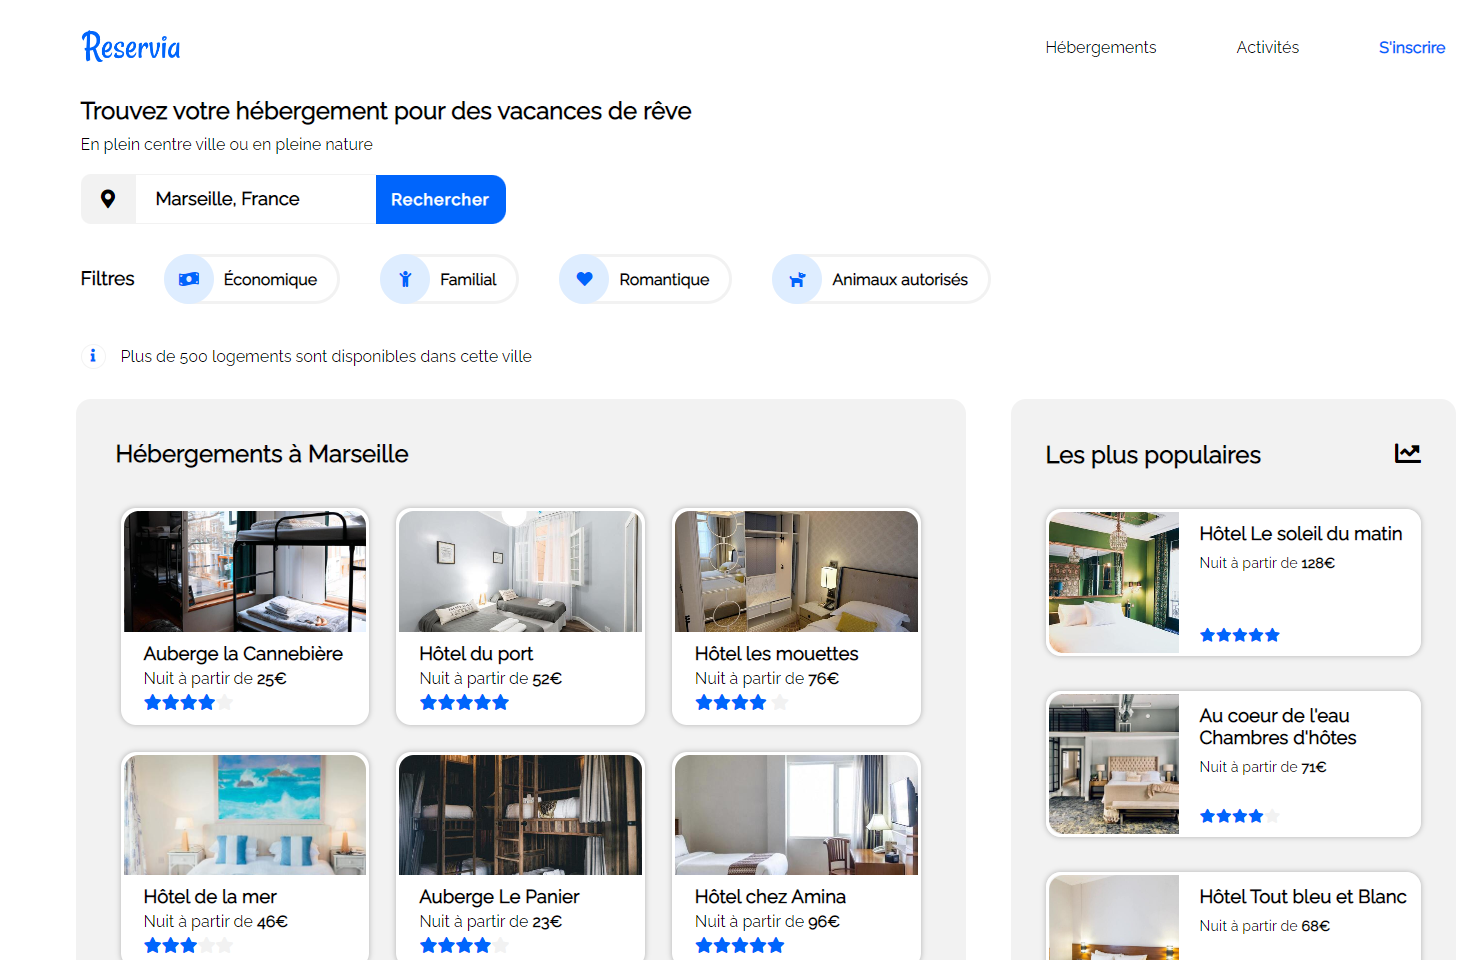 Reservia
Hébergements
Activités
S'inscrire
Trouvez votre hébergement pour des vacances de rêve
En plein centre ville ou en pleine nature
Marseille, France
Rechercher
Filtres
Économique
Familial
Romantique
Animaux autorisés
Plus de 500 logements sont disponibles dans cette ville
Hébergements à Marseille
Auberge la Cannebière
Nuit à partir de 25€
Hôtel du port
Nuit à partir de 52€
Hôtel les mouettes
Nuit à partir de 76€
Hôtel de la mer
Nuit à partir de 46€
Auberge Le Panier
Nuit à partir de 23€
Hôtel chez Amina
Nuit à partir de 96€
Les plus populaires
Hôtel Le soleil du matin
Nuit à partir de 128€
Au coeur de l'eau
Chambres d'hôtes
Nuit à partir de 71€
Hôtel Tout bleu et Blanc
Nuit à partir de 68€